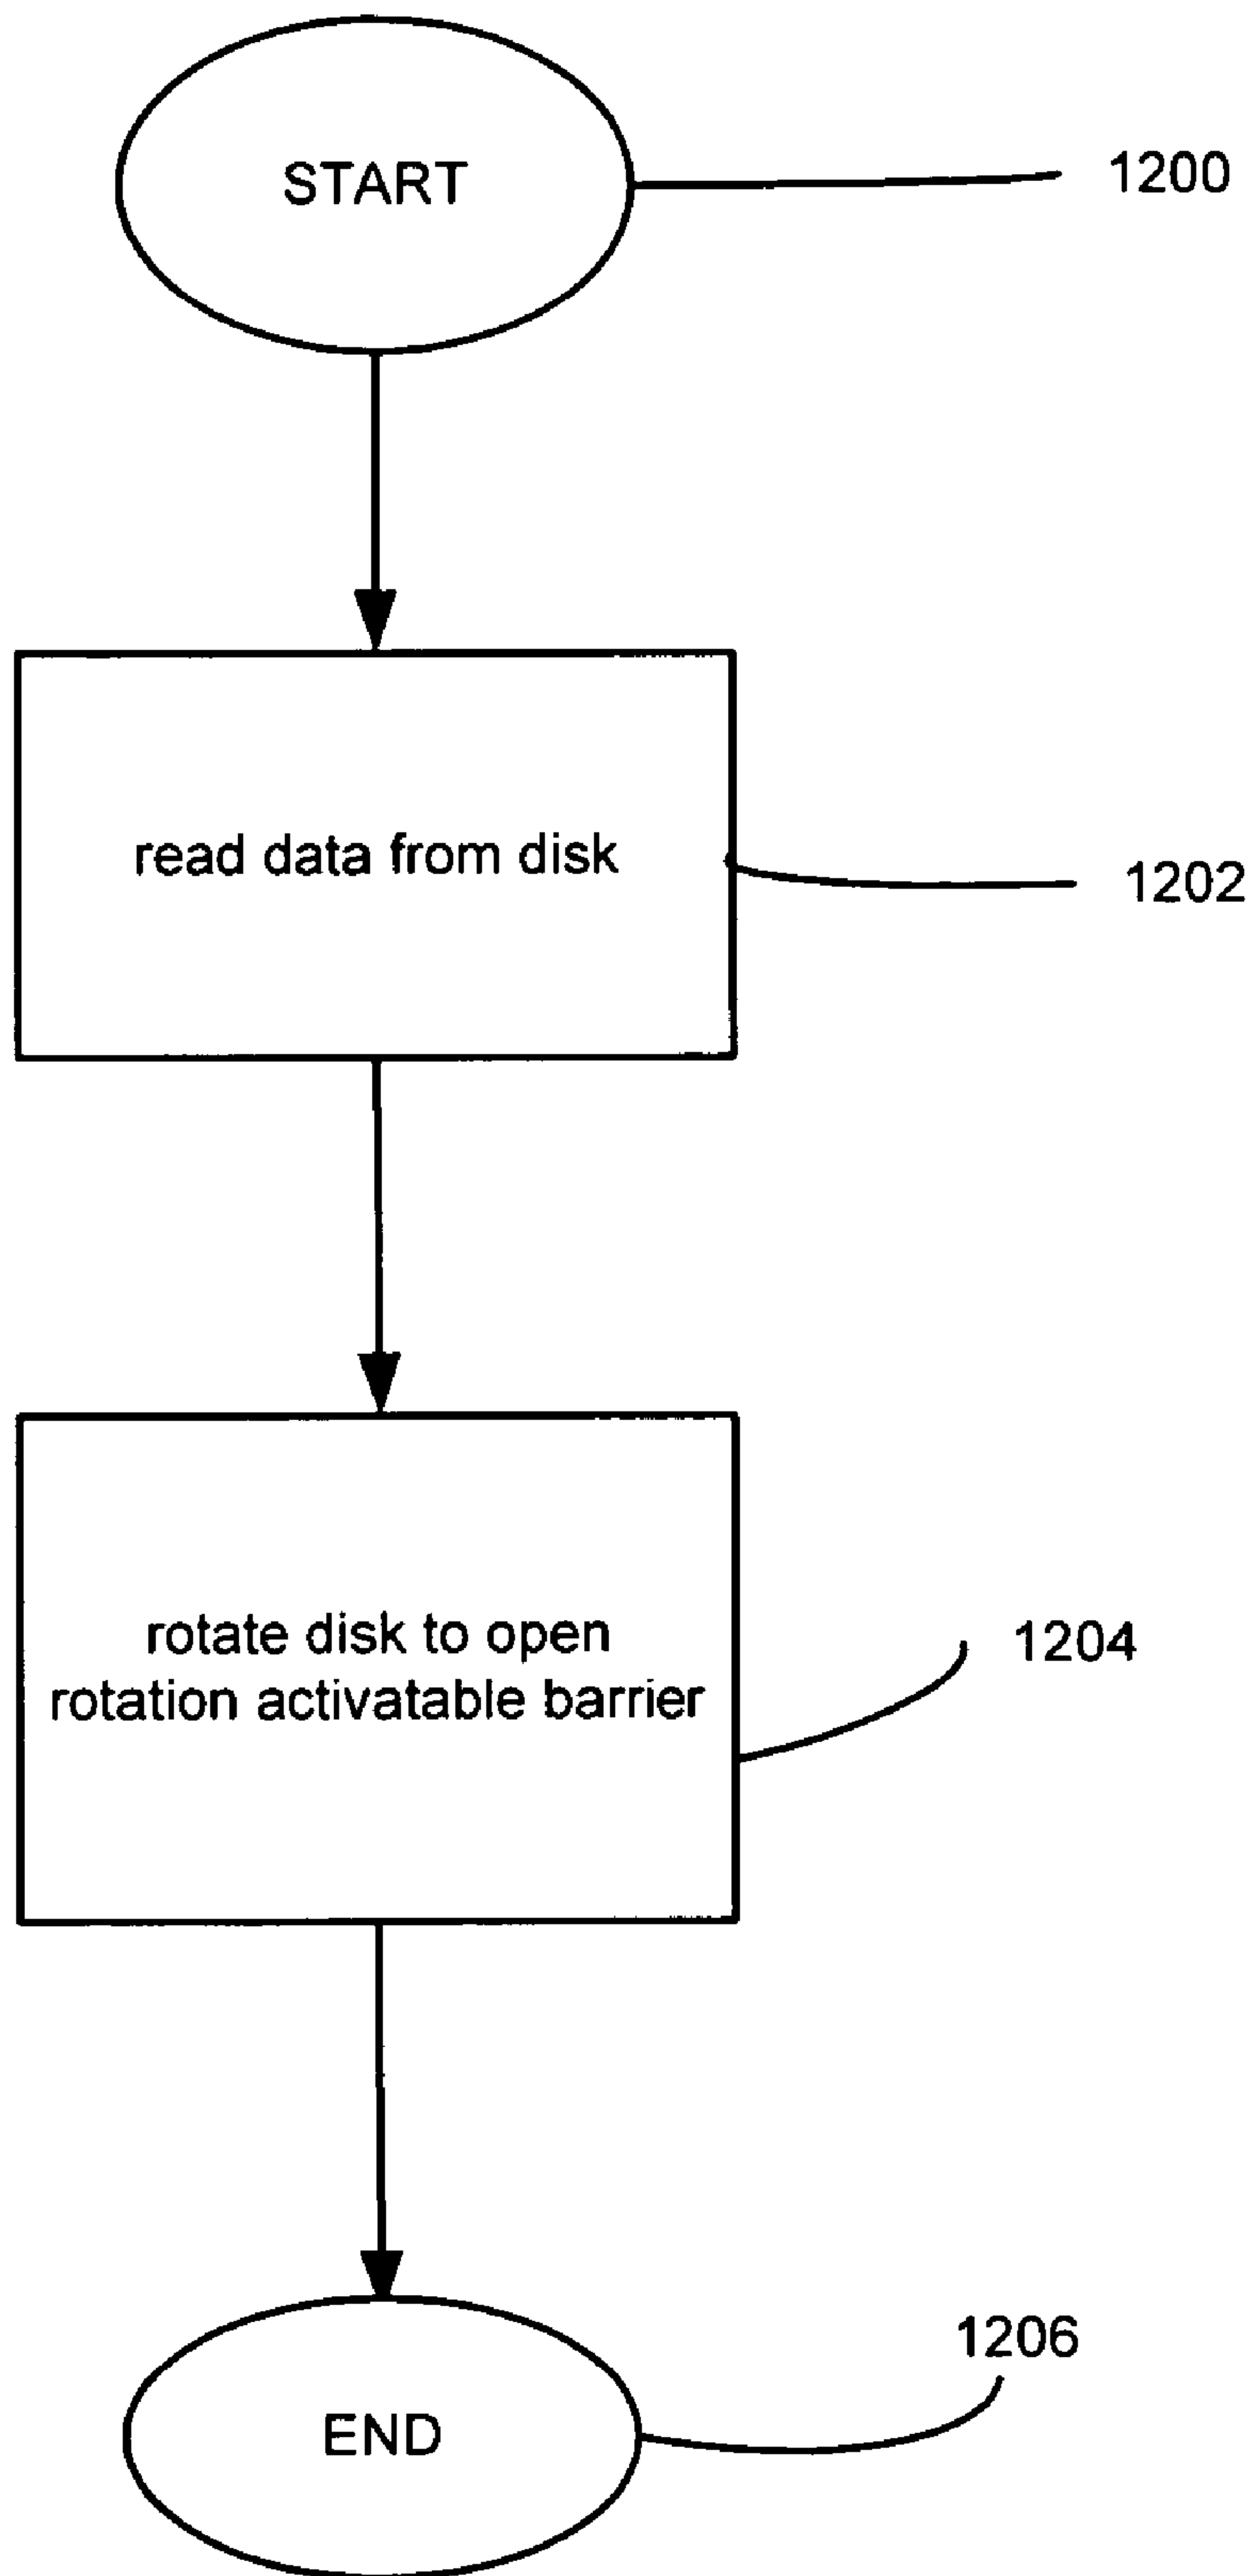 START
1200
read data from disk
1202
rotate disk to open
rotation activatable barrier
1204
1206
END